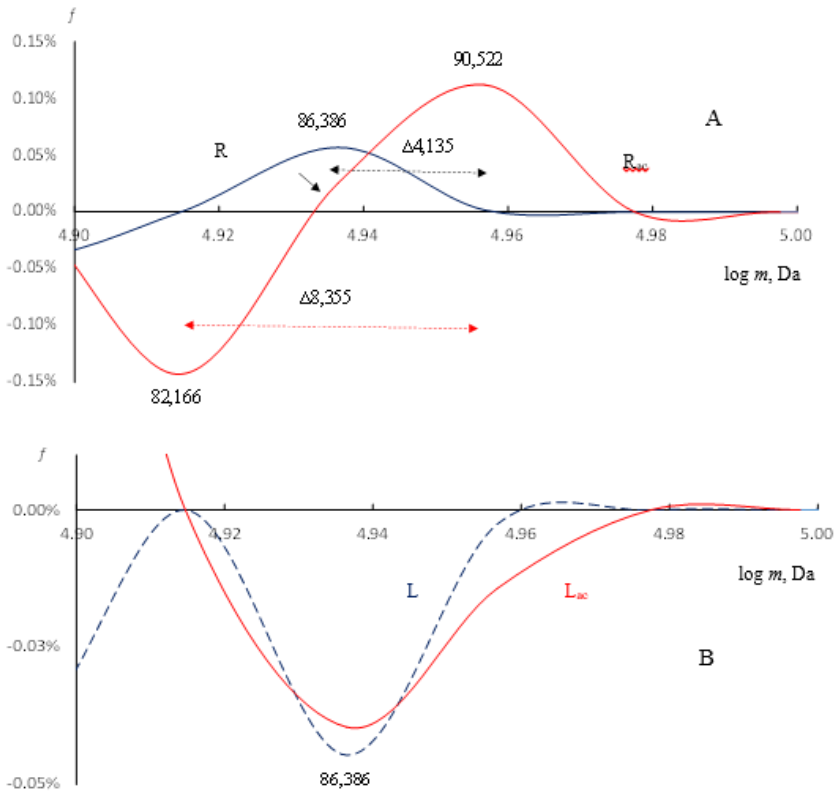 f
0.15%
90,522
0.10%
86,386
A
Δ4,135
R
0.05%
Rac
0.00%
4.90 4.92 4.94 4.96 4.98 5.00
log m, Da
-0.05%
Δ8,355
-0.10%
-0.15%
82,166
f
0.00%
4.90 4.92 4.94 4.96 4.98 5.00
log m, Da
L Lac
-0.03%
B
-0.05%
86,386